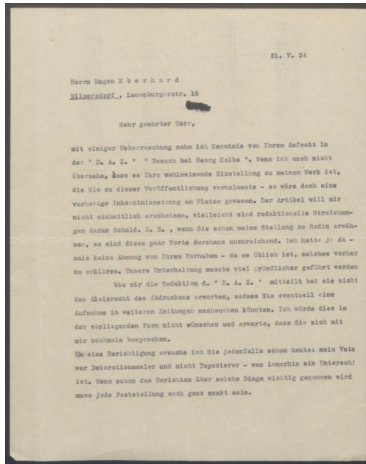 31. V. 34
Herrn Eugen E b e r h a r d
Wilmersdorf , Lauenburgerstr. 15
Sehr geehrter Herr,
mit einiger Ueberraschung nahm ich Kenntnis von Ihrem Aufsatz in
der " D. A. Z. " " Besuch bei Georg Kolbe ". Wenn ich auch nicht
übersehe, dass es Ihre wohlmeinende Einstellung zu meinem Werk ist,
die Sie zu dieser Veröffentlichung veranlasste - so wäre doch eine
vorherige Inkenntnissetzung am Platze gewesen. Der Artikel will mir
nicht einheitlich erscheinen, vielleicht sind redaktionelle Streichun-
gen daran Schuld. Z. B. , wenn Sie schon meine Stellung zu Rodin erwäh-
nen, so sind diese paar Worte durchaus unzureichend. Ich hatte ja da -
mals keine Ahnung von Ihrem Vorhaben - da es üblich ist, solches vorher
zu erklären. Unsere Unterhaltung musste viel gründlicher geführt werden
Wie mir die Redaktion d. " D. A. Z. " mitteilt hat sie nicht
das Alleinrecht des Abdruckens erworben, sodass Sie eventuell eine
Aufnahme in weiteren Zeitungen nachsuchen könnten. Ich würde dies in
der vorliegenden Form nicht wünschen und erwarte, dass Sie sich mit
mir nochmals besprechen.
Um eine Berichtigung ersuche ich Sie jedenfalls schon heute: mein Vate
war Dekorationsmaler und nicht Tapezierer - was immerhin ein Unterschi
ist. Wenn schon das Berichten über solche Dinge wichtig genommen wird
muss jede Feststellung auch ganz exakt sein.